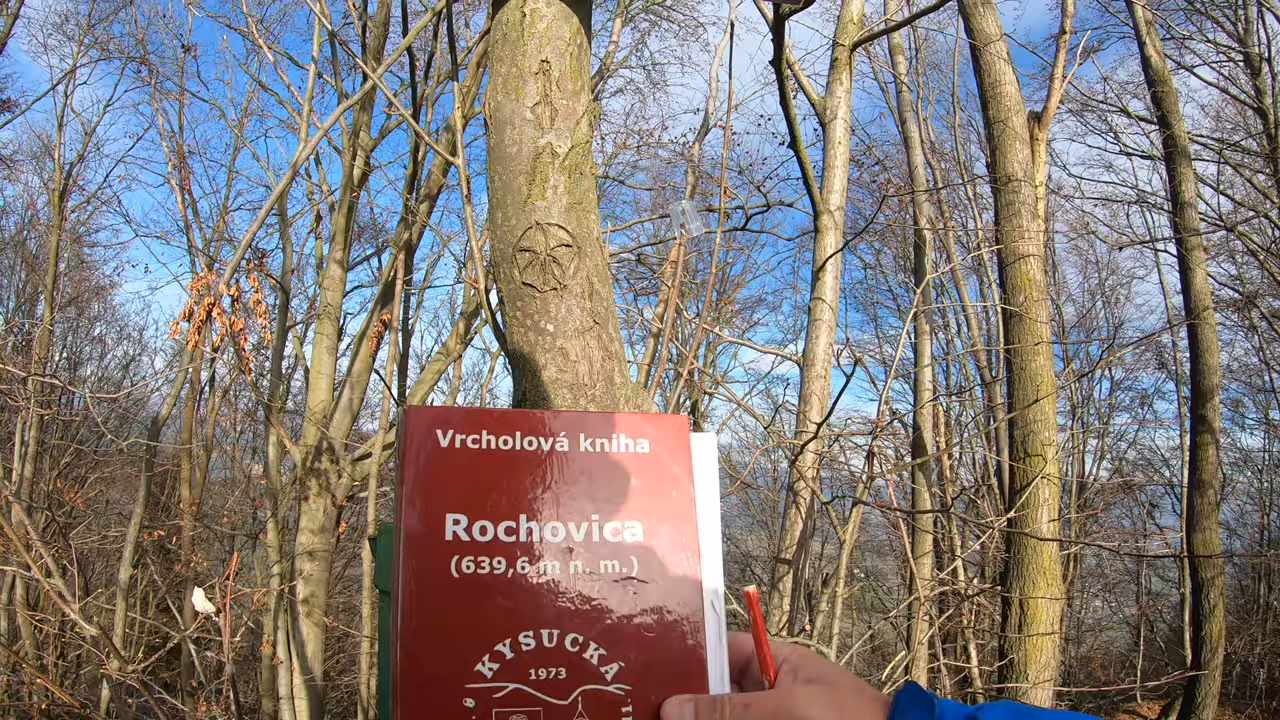 Vrcholová kniha
Rochovica
(639,6 m n. m.)
KYSUCKÁ
1973